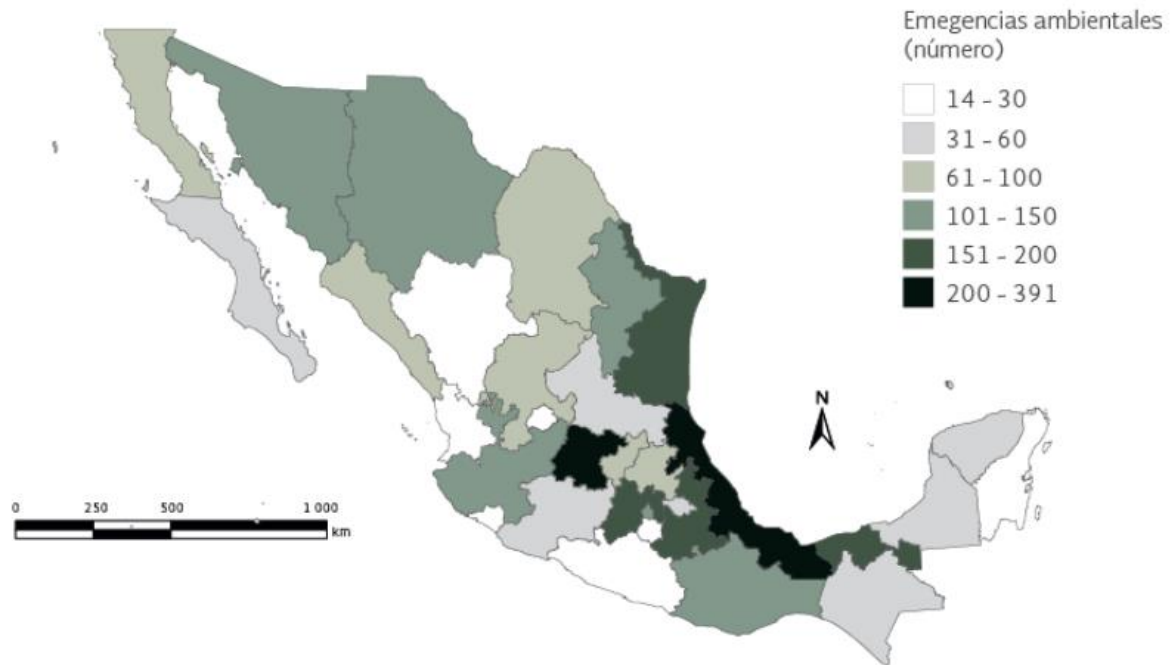 Emegencias ambientales
(número)
14 - 30
31 - 60
61 - 100
101 - 150
151 - 200
200 - 391
N
0 250 500 1 000
km